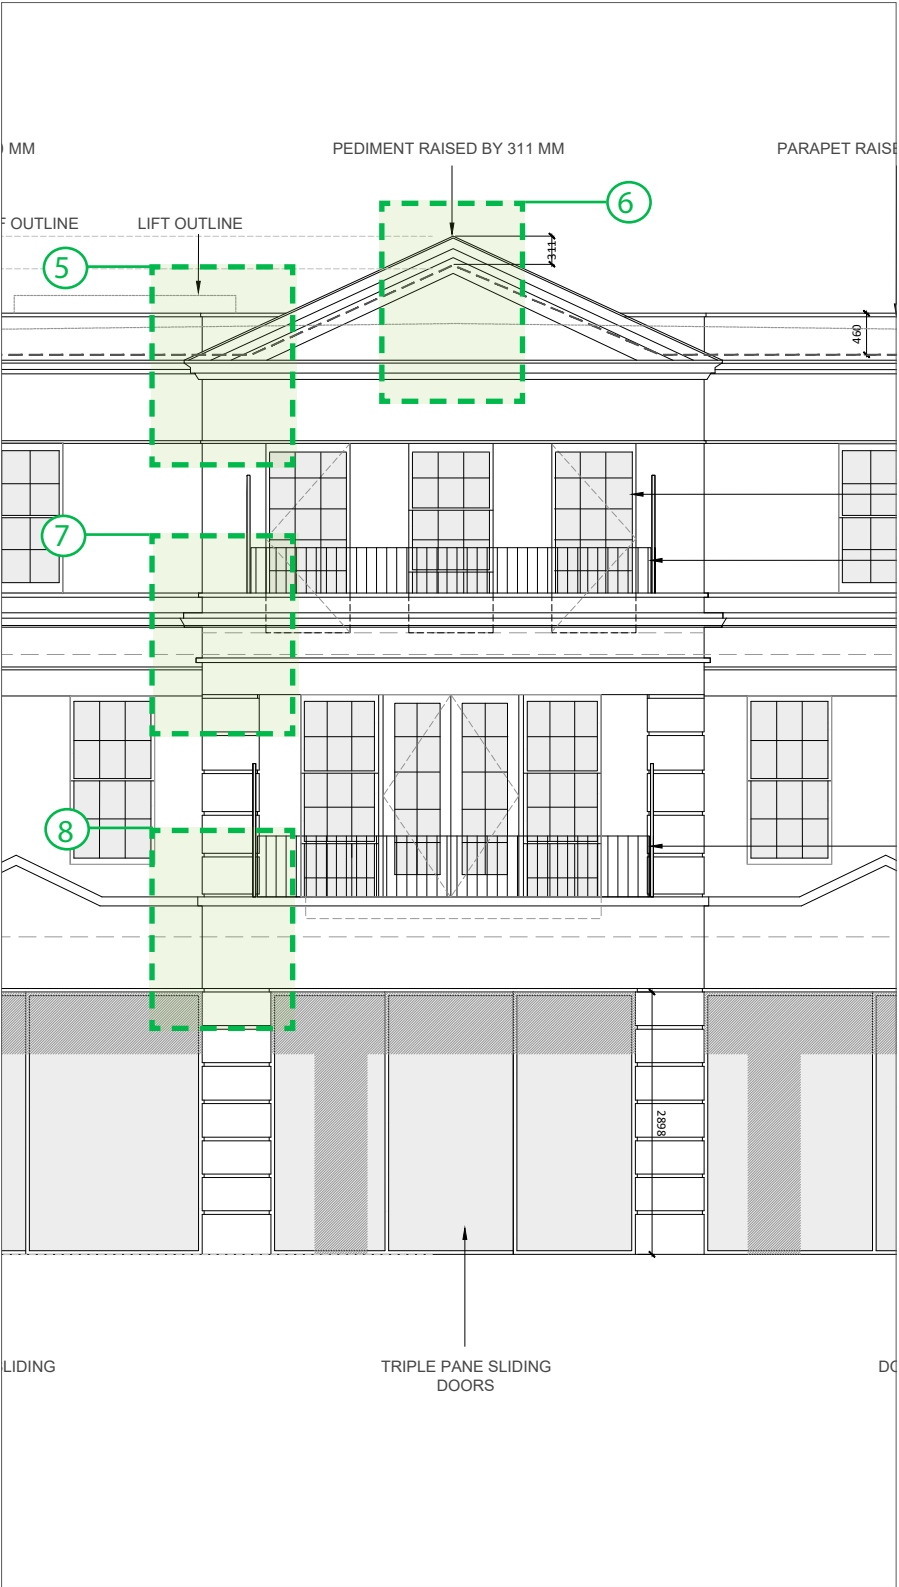 MM
PEDIMENT RAISED BY 311 MM
PARAPET RAISE
6
OUTLINE
LIFT OUTLINE
5
311
460
7
8
2898
LIDING
TRIPLE PANE SLIDING
DOORS
DO